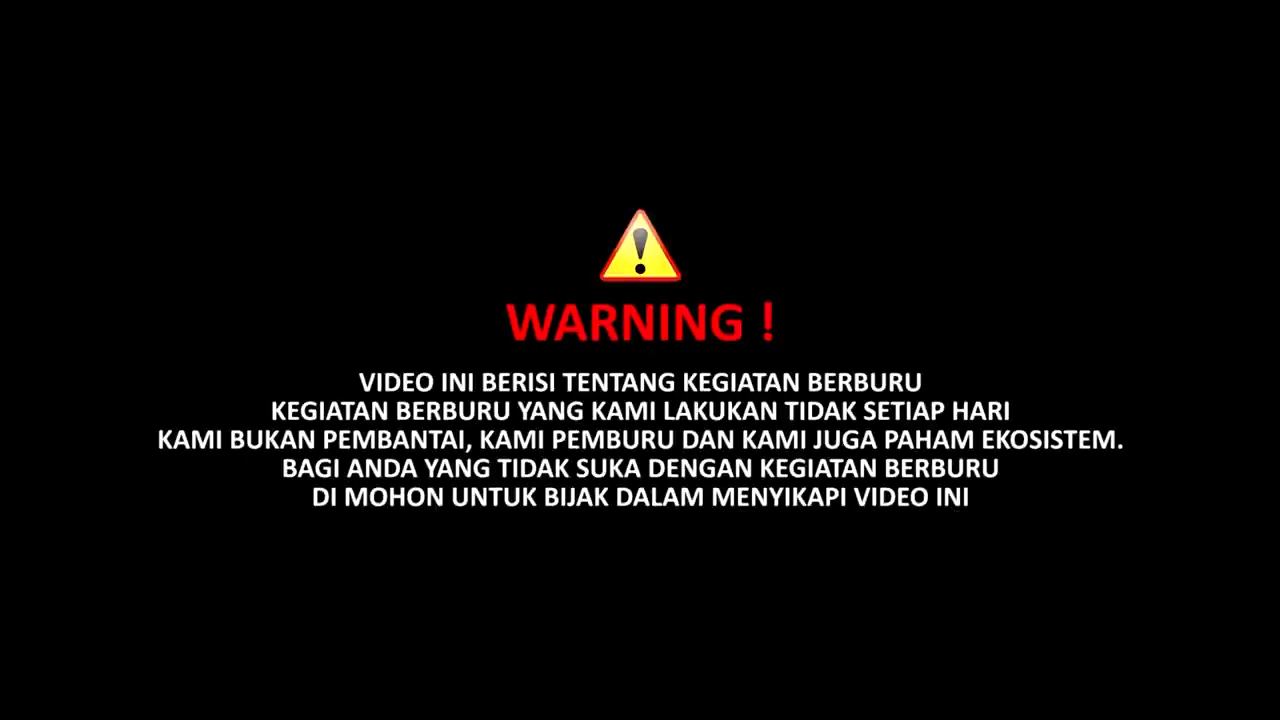 WARNING !
VIDEO INI BERISI TENTANG KEGIATAN BERBURU
KEGIATAN BERBURU YANG KAMI LAKUKAN TIDAK SETIAP HARI
KAMI BUKAN PEMBANTAI, KAMI PEMBURU DAN KAMI JUGA PAHAM EKOSISTEM.
BAGI ANDA YANG TIDAK SUKA DENGAN KEGIATAN BERBURU
DI MOHON UNTUK BIJAK DALAM MENYIKAPI VIDEO INI